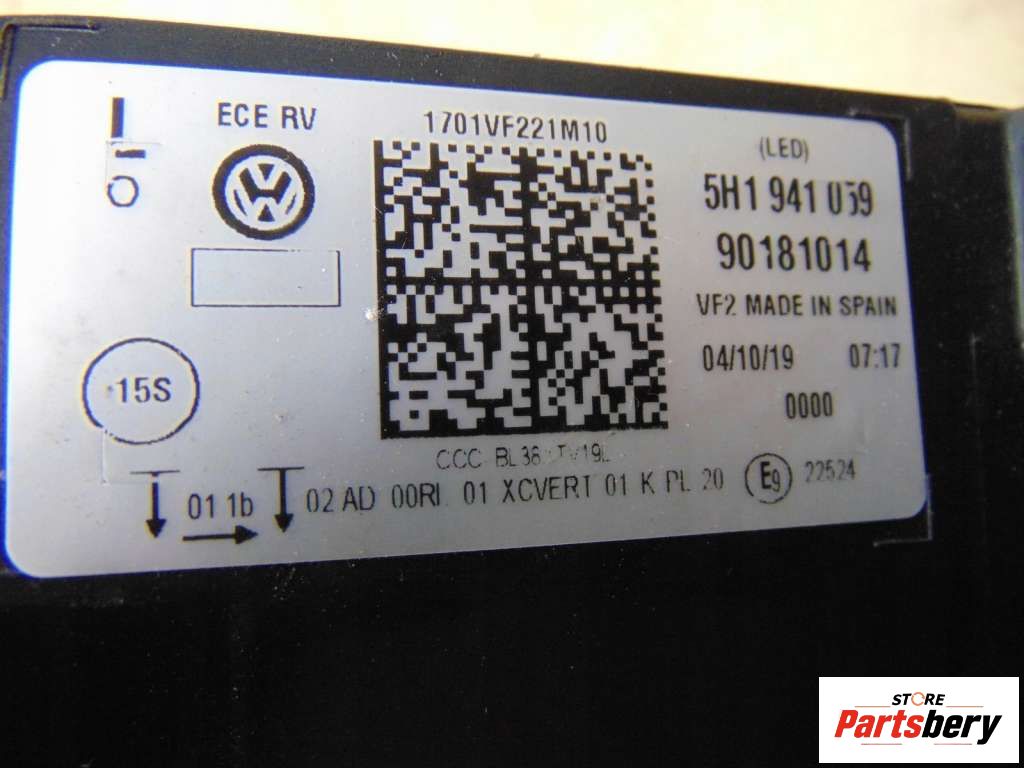 ECE RV
1701VF221M10
(LED)
5H1 941 059
90181014
VF2 MADE IN SPAIN
04/10/19 07:17
0000
15S
CCC
01 1b 02 AD 00RL 01 XCVERT 01 K PL 20 E9 22524
STORE
Partsbery